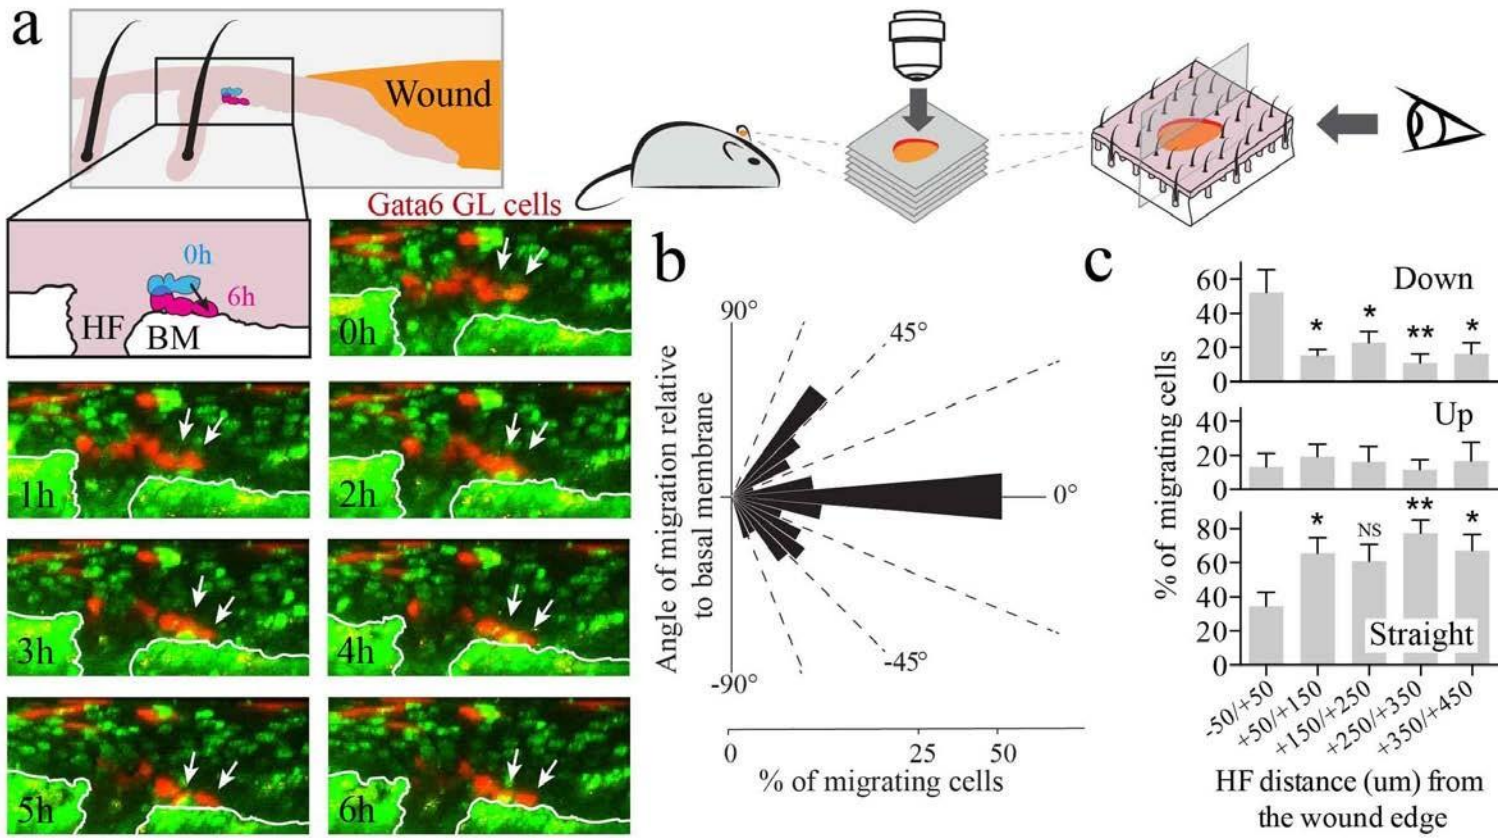 a
Wound
0h
6h
HF
BM
Gata6 GL cells
0h
1h
2h
3h
4h
5h
6h
b
90°
45°
0°
-45°
-90°
Angle of migration relative
to basal membrane
0
25
50
% of migrating cells
c
Down
60
40
20
0
*
*
**
*
Up
40
20
0
Straight
80
60
40
20
0
*
NS
**
*
% of migrating cells
-50/+50
+50/+150
+150/+250
+250/+350
+350/+450
HF distance (um) from
the wound edge